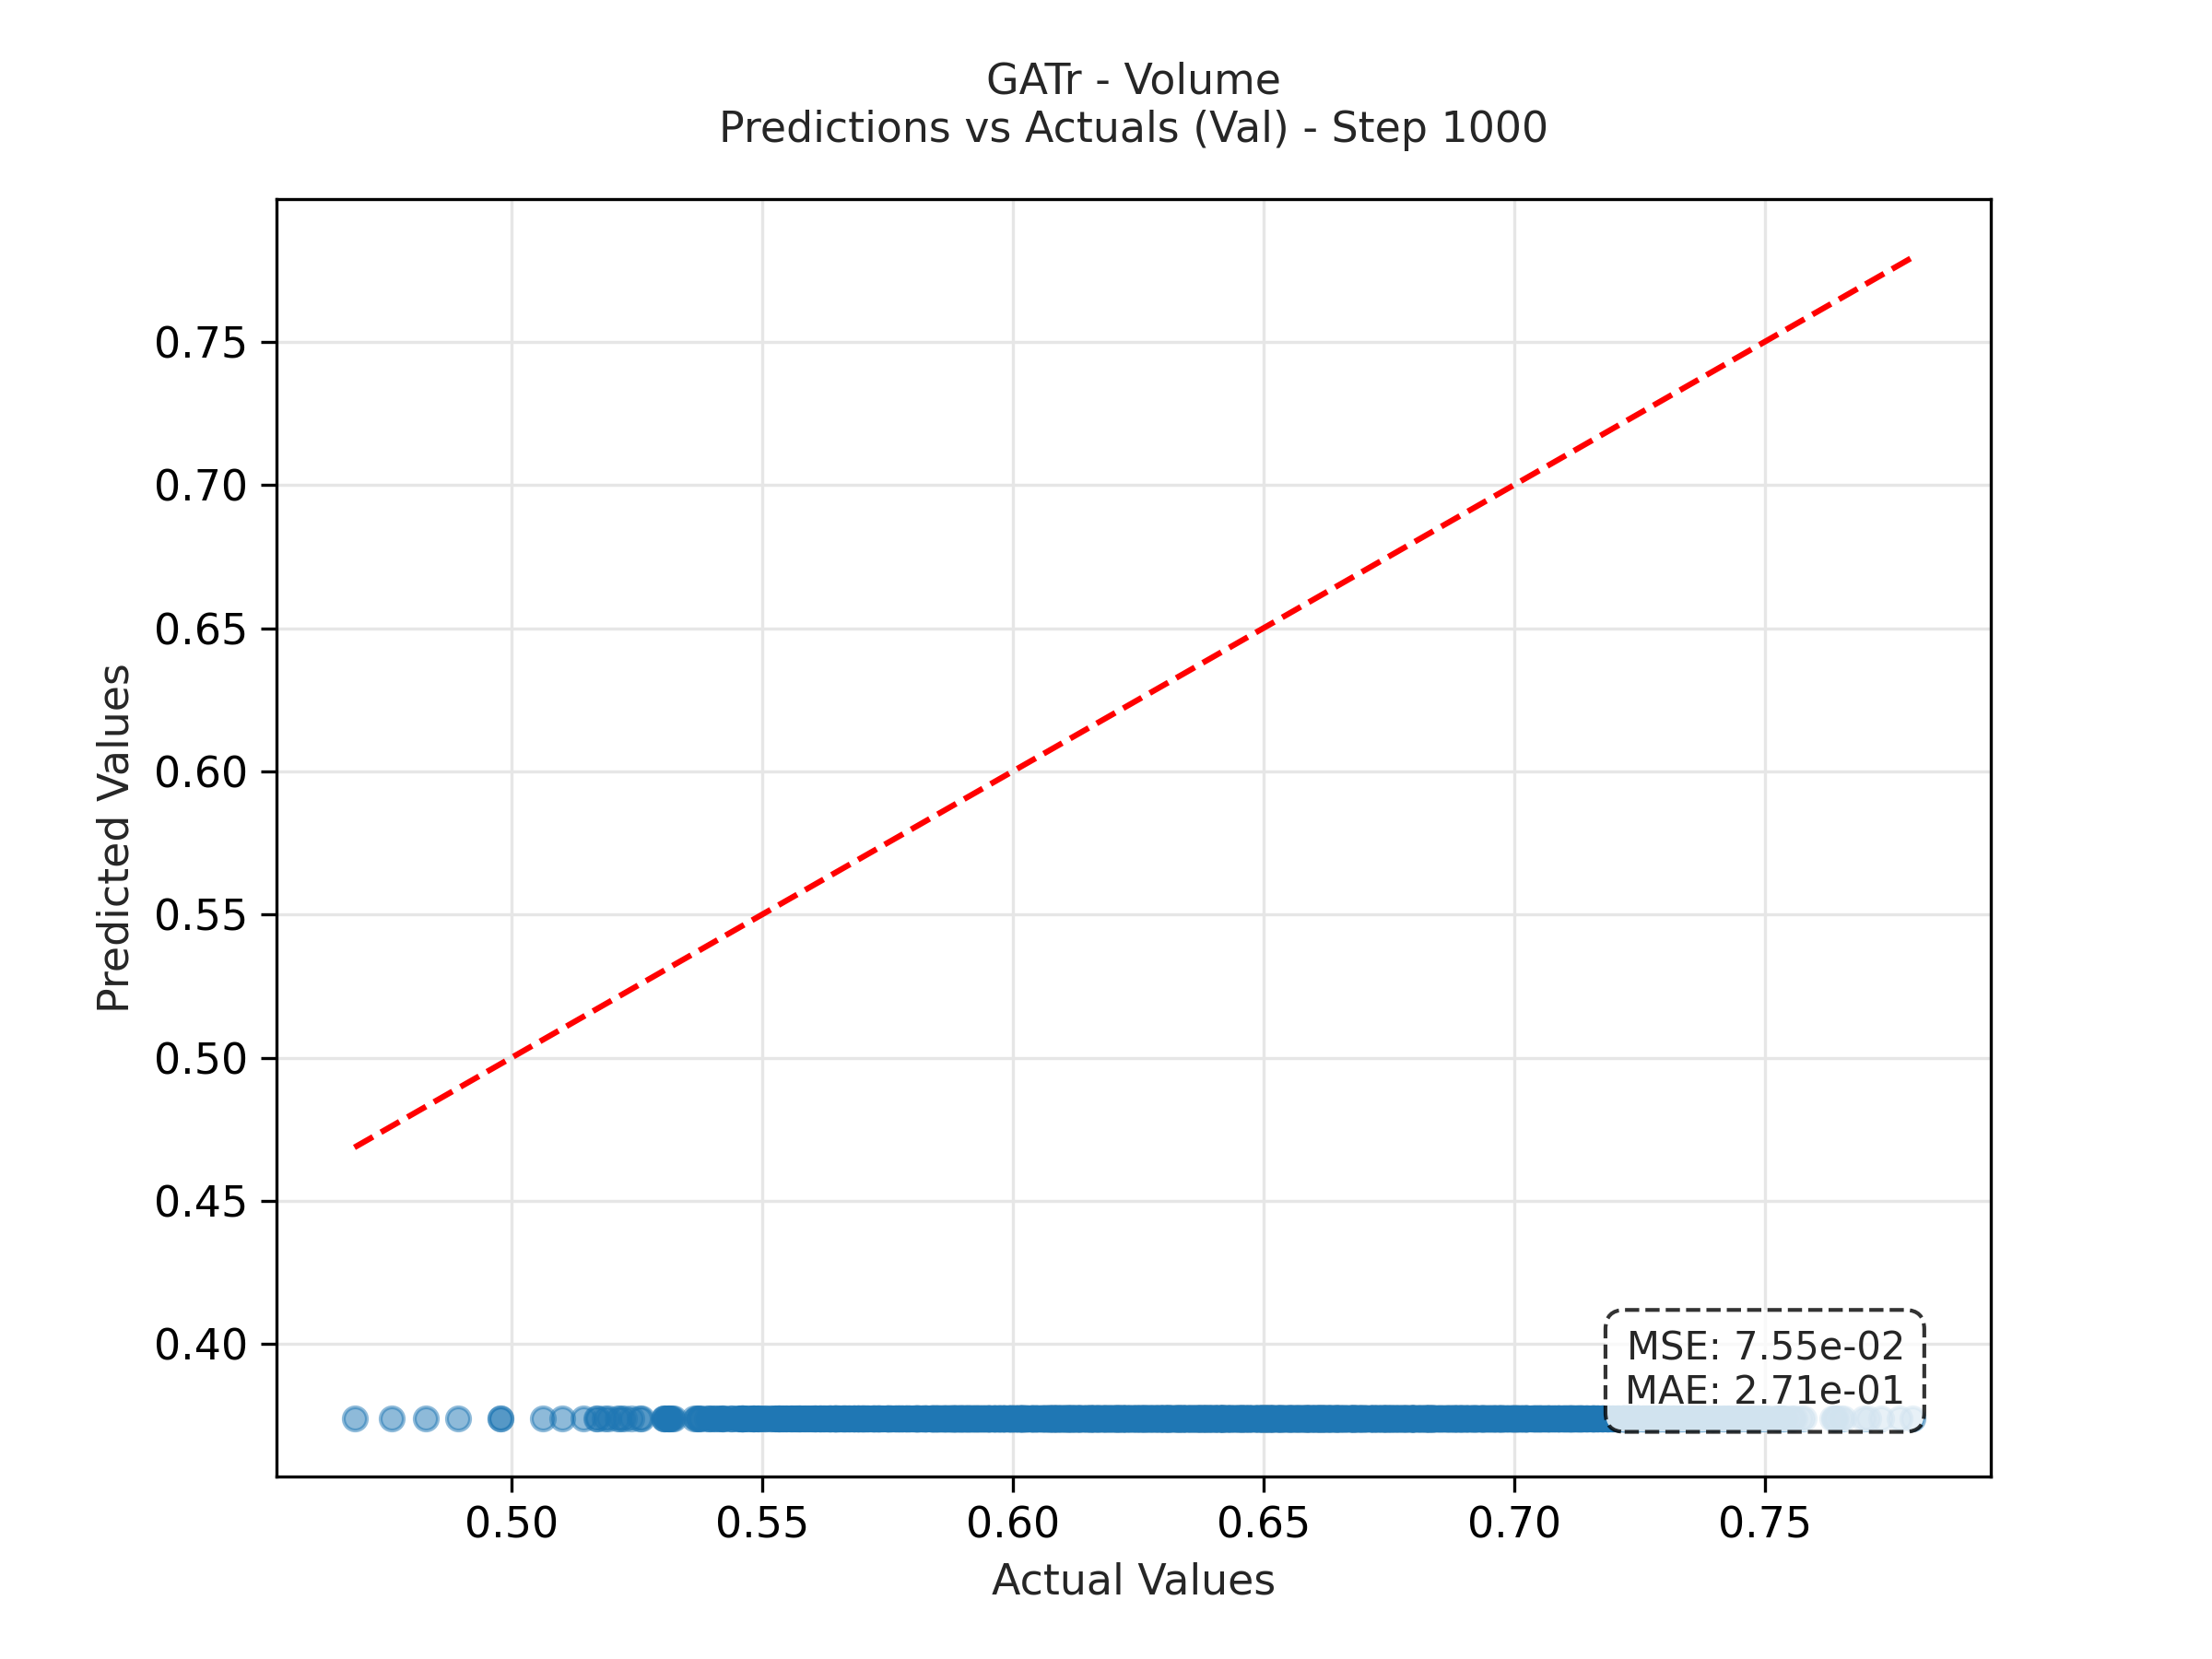 GATr - Volume
Predictions vs Actuals (Val) - Step 1000
Predicted Values
0.75
0.70
0.65
0.60
0.55
0.50
0.45
0.40
MSE: 7.55e-02
MAE: 2.71e-01
0.50 0.55 0.60 0.65 0.70 0.75
Actual Values